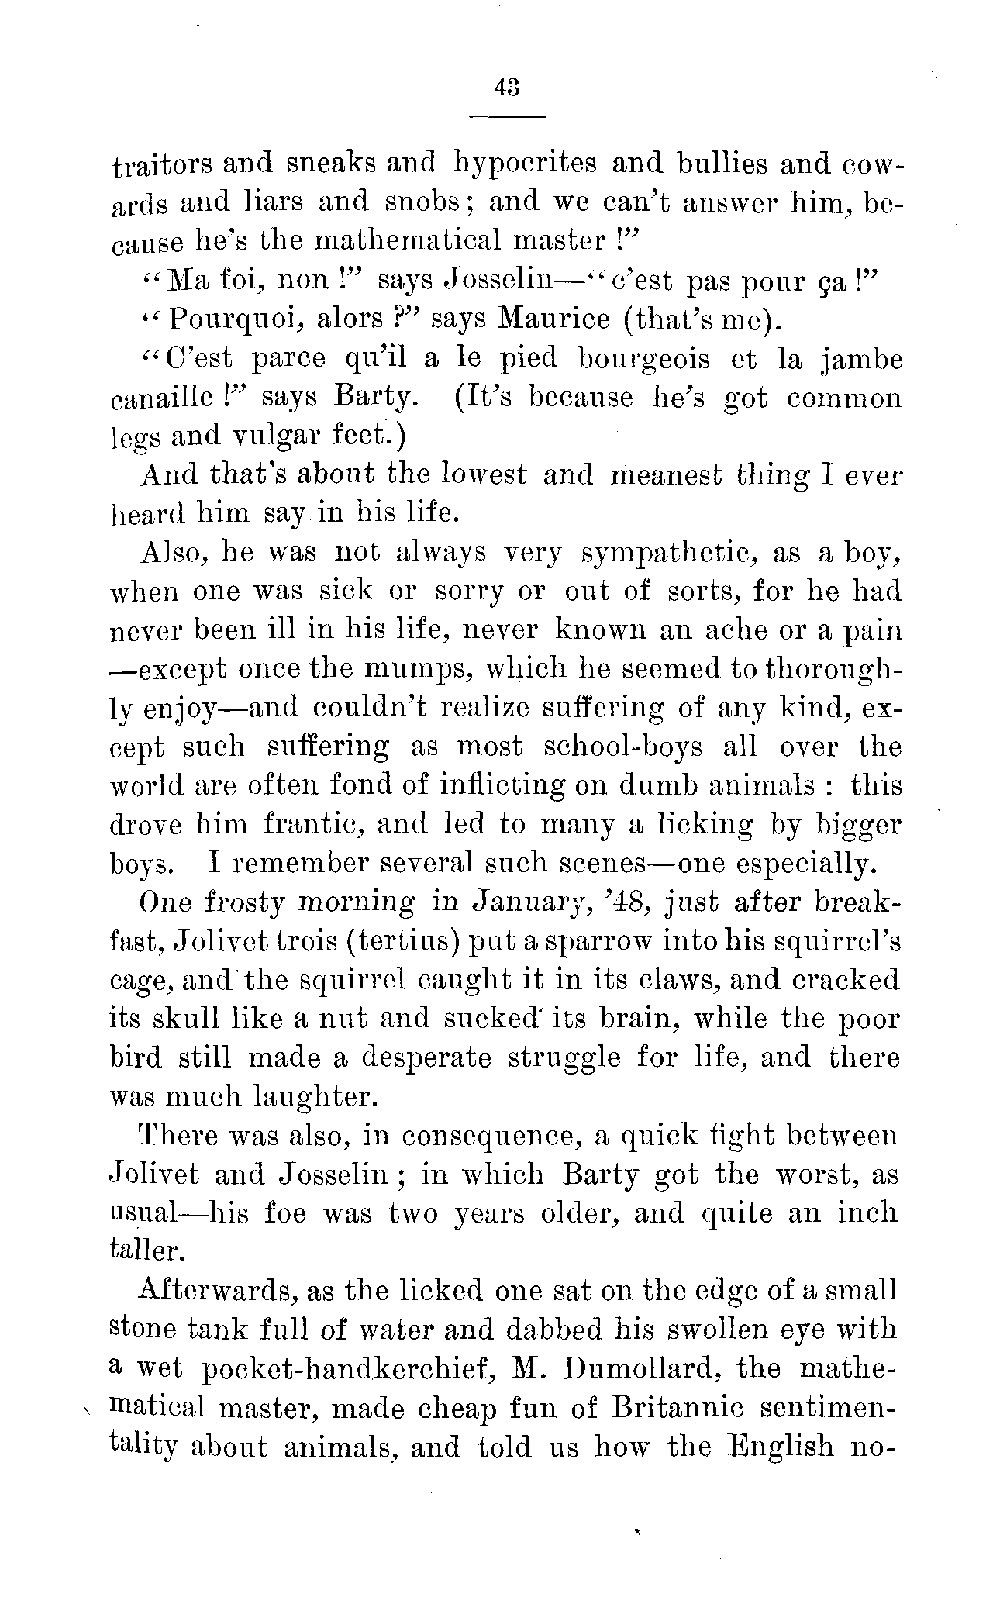 43
traitors and sneaks and hypocrites and bullies and cow-
ards and liars and snobs; and we can't answer him, be-
cause he's the mathematical master !"
"Ma foi, non !" says Josselin—"c'est pas pour ça !"
"Pourquoi, alors ?" says Maurice (that's me).
"C'est parce qu'il a le pied bourgeois et la jambe
canaille !" says Barty. (It's because he's got common
legs and vulgar feet.)
And that's about the lowest and meanest thing I ever
heard him say in his life.
Also, he was not always very sympathetic, as a boy,
when one was sick or sorry or out of sorts, for he had
never been ill in his life, never known an ache or a pain
—except once the mumps, which he seemed to thorough-
ly enjoy—and couldn't realize suffering of any kind, ex-
cept such suffering as most school-boys all over the
world are often fond of inflicting on dumb animals : this
drove him frantic, and led to many a licking by bigger
boys. I remember several such scenes—one especially.
One frosty morning in January, '48, just after break-
fast, Jolivet trois (tertius) put a sparrow into his squirrel's
cage, and the squirrel caught it in its claws, and cracked
its skull like a nut and sucked its brain, while the poor
bird still made a desperate struggle for life, and there
was much laughter.
There was also, in consequence, a quick fight between
Jolivet and Josselin ; in which Barty got the worst, as
usual—his foe was two years older, and quite an inch
taller.
Afterwards, as the licked one sat on the edge of a small
stone tank full of water and dabbed his swollen eye with
a wet pocket-handkerchief, M. Dumollard, the mathe-
matical master, made cheap fun of Britannic sentimen-
tality about animals, and told us how the English no-